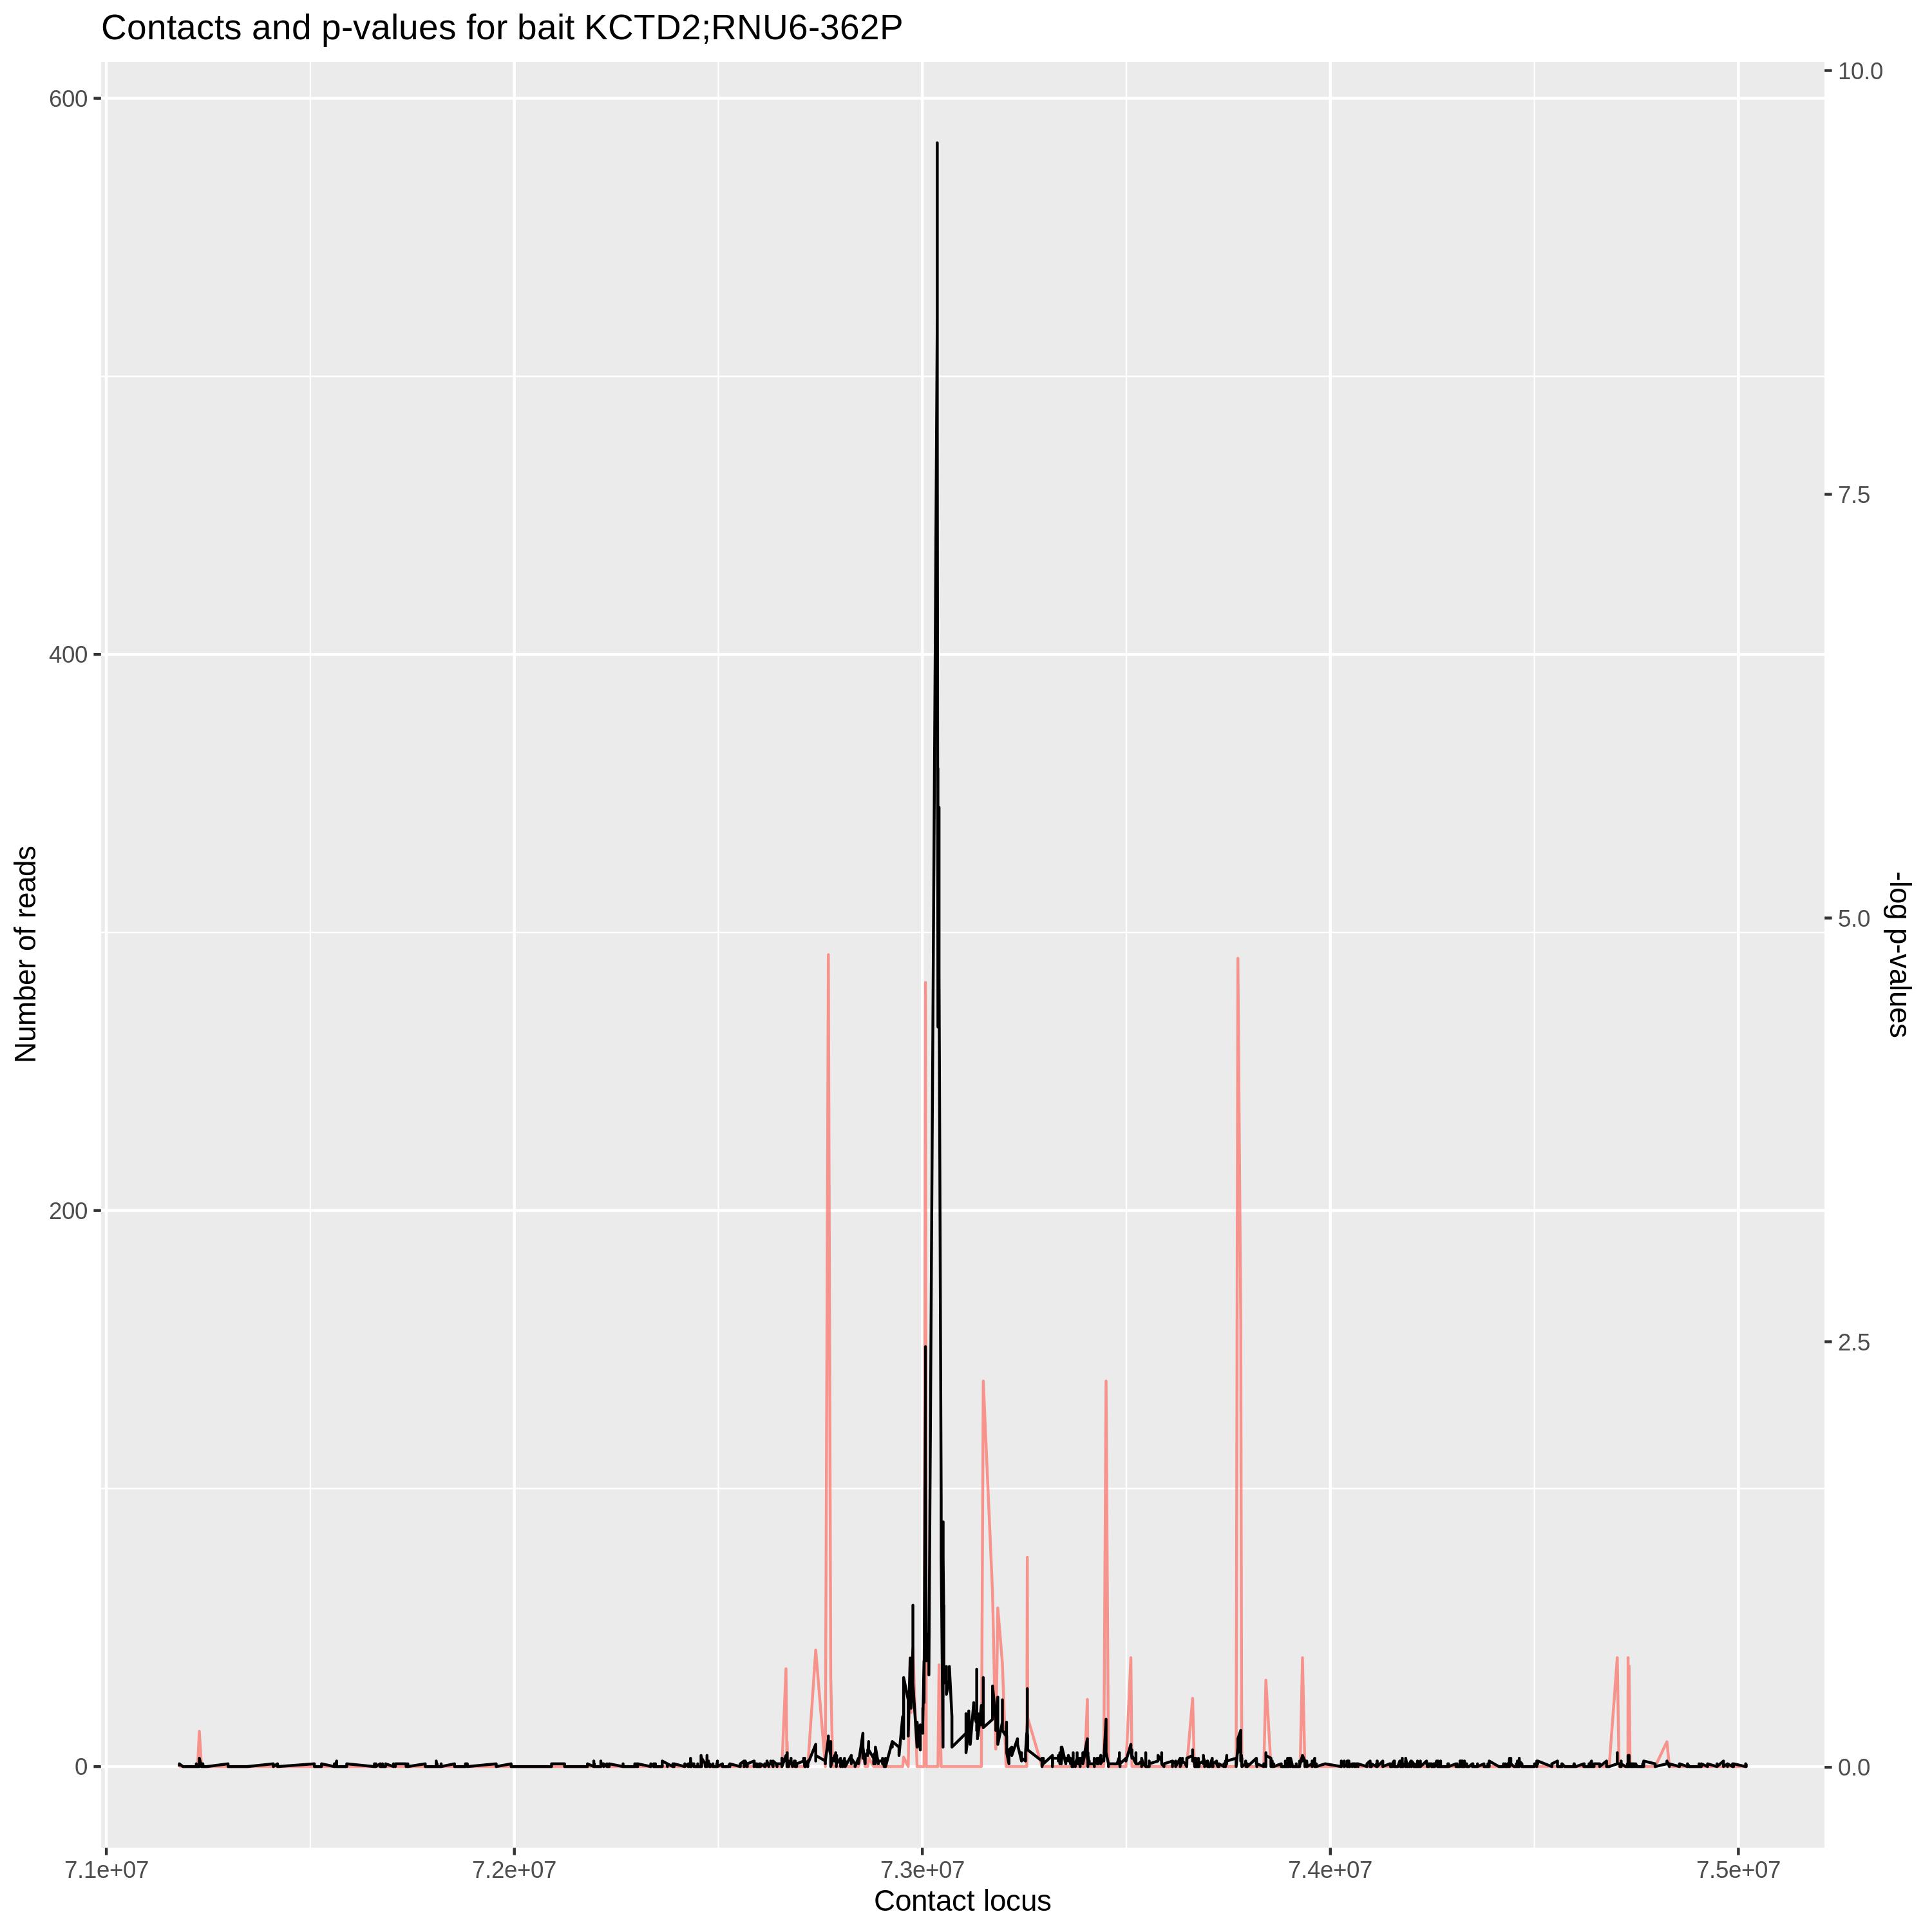 Contacts and p-values for bait KCTD2;RNU6-362P
600
400
200
0
Number of reads
10.0
7.5
5.0
2.5
0.0
-log p-values
7.1e+07
7.2e+07
7.3e+07
7.4e+07
7.5e+07
Contact locus